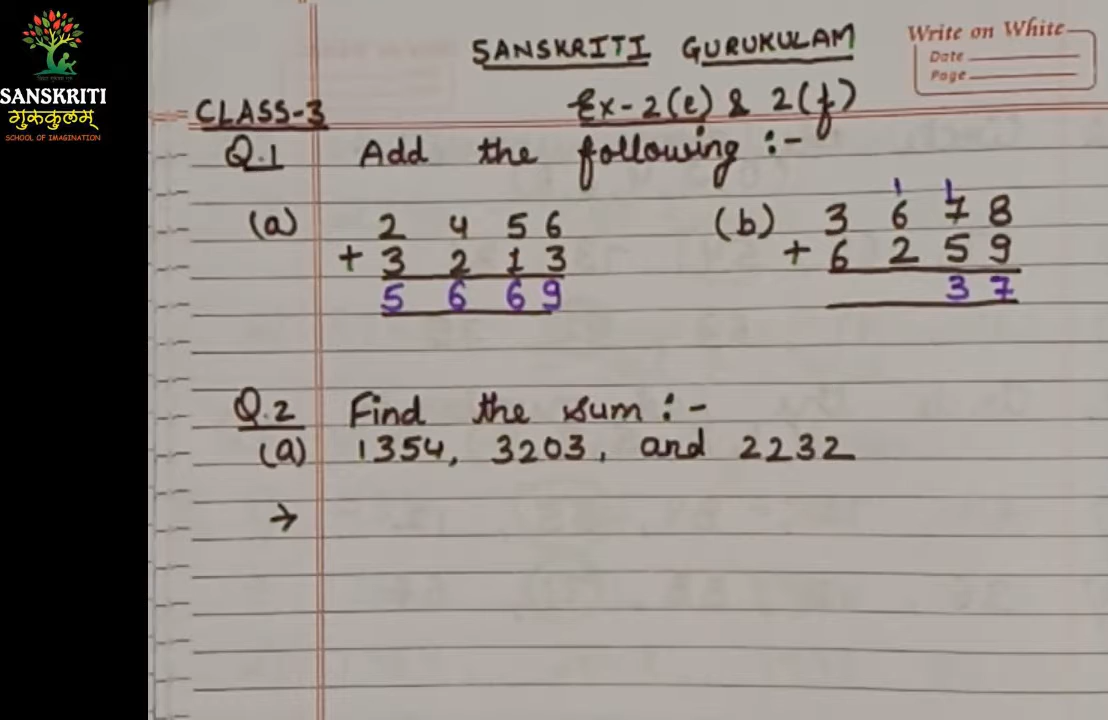 SANSKRITI GURUKULAM
Write on White
Date
Page
SANSKRITI
गुरुकुलम्
SCHOOL OF IMAGINATION
CLASS-3
Ex-2(e) & 2(f)
Q.1 Add the following :-
(a) 2 4 5 6
+ 3 2 1 3
5 6 6 9
(b) 1 1
3 6 7 8
+ 6 2 5 9
3 7
Q.2 Find the sum :-
(a) 1354, 3203, and 2232
→